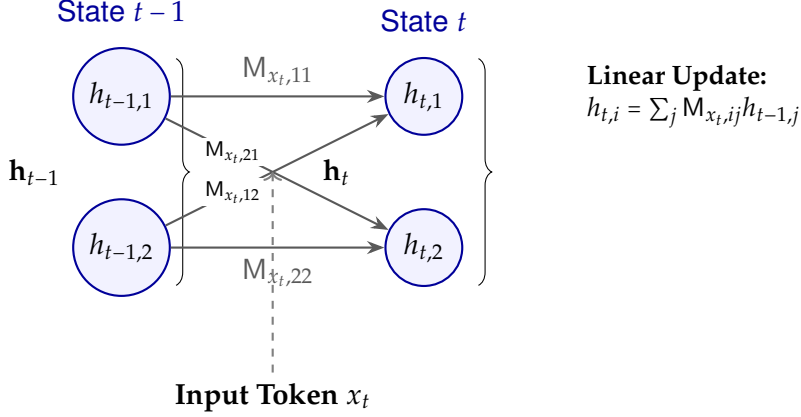 State t − 1
State t
h_{t−1,1}
M_{x_t,11}
h_{t,1}
Linear Update:
h_{t,i} = ∑_j M_{x_t,ij} h_{t−1,j}
M_{x_t,21}
𝐡_{t−1}
𝐡_t
M_{x_t,12}
h_{t−1,2}
h_{t,2}
M_{x_t,22}
Input Token x_t